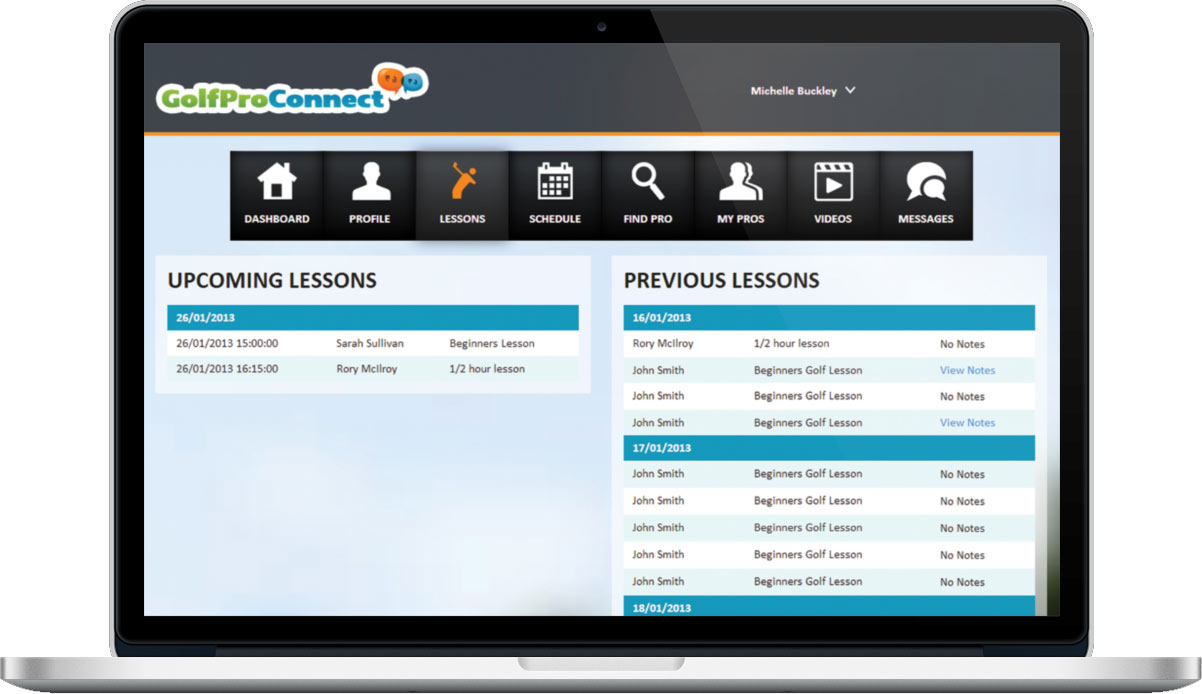 GolfProConnect
Michelle Buckley
DASHBOARD PROFILE LESSONS SCHEDULE FIND PRO MY PROS VIDEOS MESSAGES
UPCOMING LESSONS
26/01/2013
26/01/2013 15:00:00 Sarah Sullivan Beginners Lesson
26/01/2013 16:15:00 Rory McIlroy 1/2 hour lesson
PREVIOUS LESSONS
16/01/2013
Rory McIlroy 1/2 hour lesson No Notes
John Smith Beginners Golf Lesson View Notes
John Smith Beginners Golf Lesson No Notes
John Smith Beginners Golf Lesson View Notes
17/01/2013
John Smith Beginners Golf Lesson No Notes
John Smith Beginners Golf Lesson No Notes
John Smith Beginners Golf Lesson No Notes
John Smith Beginners Golf Lesson No Notes
John Smith Beginners Golf Lesson No Notes
18/01/2013